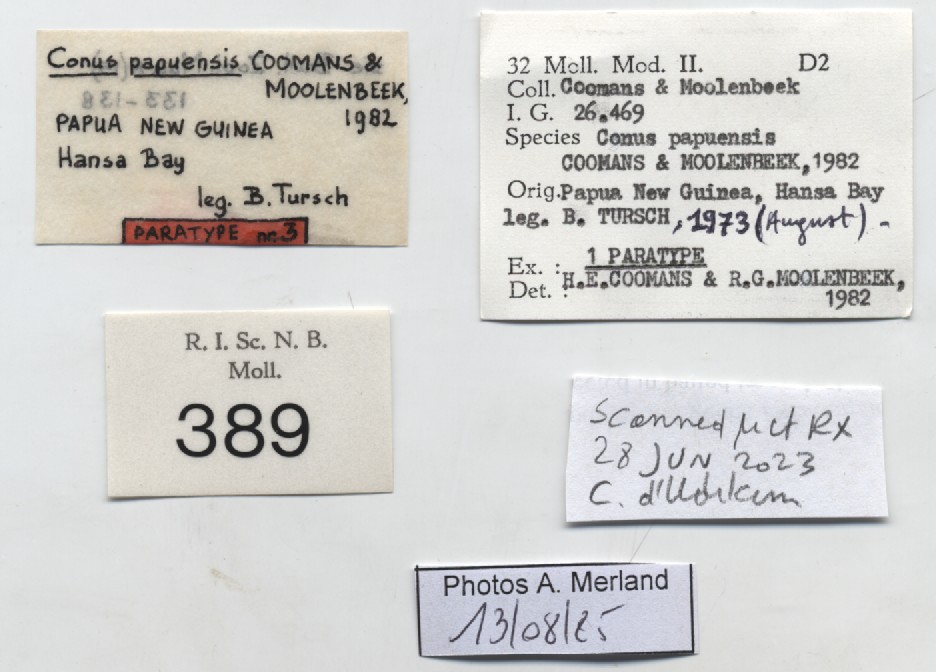 Conus papuensis COOMANS &
MOOLENBEEK,
1982
PAPUA NEW GUINEA
Hansa Bay
leg. B. Tursch
PARATYPE nr. 3
32 Moll. Mod. II. D2
Coll. Coomans & Moolenbeek
I. G. 26.469
Species Conus papuensis
COOMANS & MOOLENBEEK, 1982
Orig. Papua New Guinea, Hansa Bay
leg. B. TURSCH, 1973 (August) -
Ex. : 1 PARATYPE
Det. : H.E.COOMANS & R.G.MOOLENBEEK,
1982
R. I. Sc. N. B.
Moll.
389
Scanned µct RX
28 JUN 2023
C. d'Udekem
Photos A. Merland
13/08/25